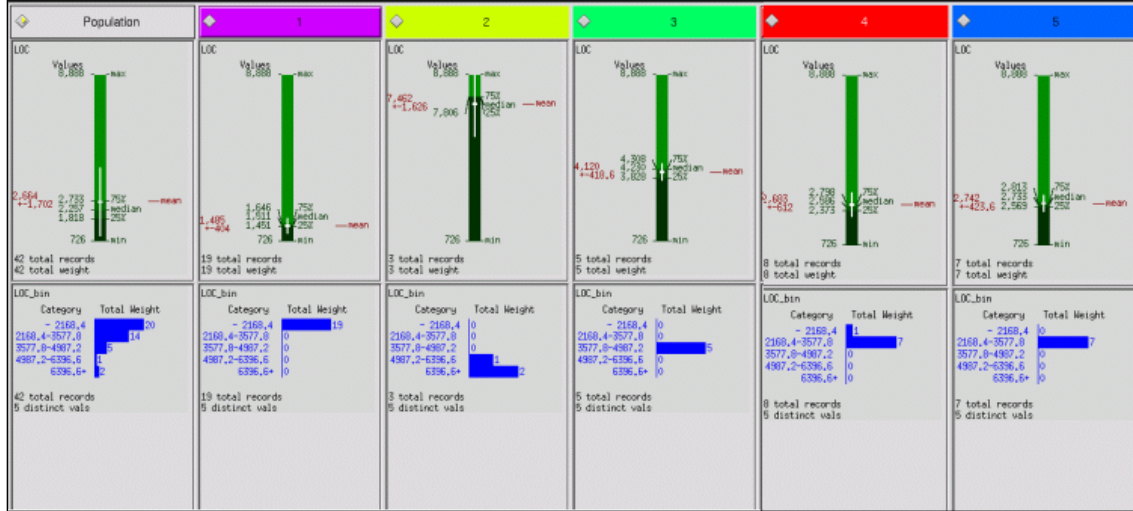 Population
LOC
Values
8,888
max
2,664
+-1,702
2,733
75%
mean
2,257
median
1,818
25%
726
min
42 total records
42 total weight
LOC_bin
Category Total Weight
- 2168.4 20
2168.4-3577.8 14
3577.8-4987.2 5
4987.2-6396.6 1
6396.6+ 2
42 total records
5 distinct vals
1
LOC
Values
8,888
max
1,485
+-404
1,646
75%
1,511
median
1,451
25%
mean
726
min
19 total records
19 total weight
LOC_bin
Category Total Weight
- 2168.4 19
2168.4-3577.8 0
3577.8-4987.2 0
4987.2-6396.6 0
6396.6+ 0
19 total records
5 distinct vals
2
LOC
Values
8,888
max
7,462
+-1,626
75%
median
mean
7,806
25%
726
min
3 total records
3 total weight
LOC_bin
Category Total Weight
- 2168.4 0
2168.4-3577.8 0
3577.8-4987.2 0
4987.2-6396.6 1
6396.6+ 2
3 total records
5 distinct vals
3
LOC
Values
8,888
max
4,120
+-418.6
4,308
75%
4,230
median
mean
3,828
25%
726
min
5 total records
5 total weight
LOC_bin
Category Total Weight
- 2168.4 0
2168.4-3577.8 0
3577.8-4987.2 5
4987.2-6396.6 0
6396.6+ 0
5 total records
5 distinct vals
4
LOC
Values
8,888
max
+-612
2,798
75%
2,586
median
mean
2,373
25%
726
min
8 total records
8 total weight
LOC_bin
Category Total Weight
- 2168.4 1
2168.4-3577.8 7
3577.8-4987.2 0
4987.2-6396.6 0
6396.6+ 0
8 total records
5 distinct vals
5
LOC
Values
8,888
max
2,742
+-423.6
2,813
75%
2,733
median
mean
2,569
25%
726
min
7 total records
7 total weight
LOC_bin
Category Total Weight
- 2168.4 0
2168.4-3577.8 7
3577.8-4987.2 0
4987.2-6396.6 0
6396.6+ 0
7 total records
5 distinct vals